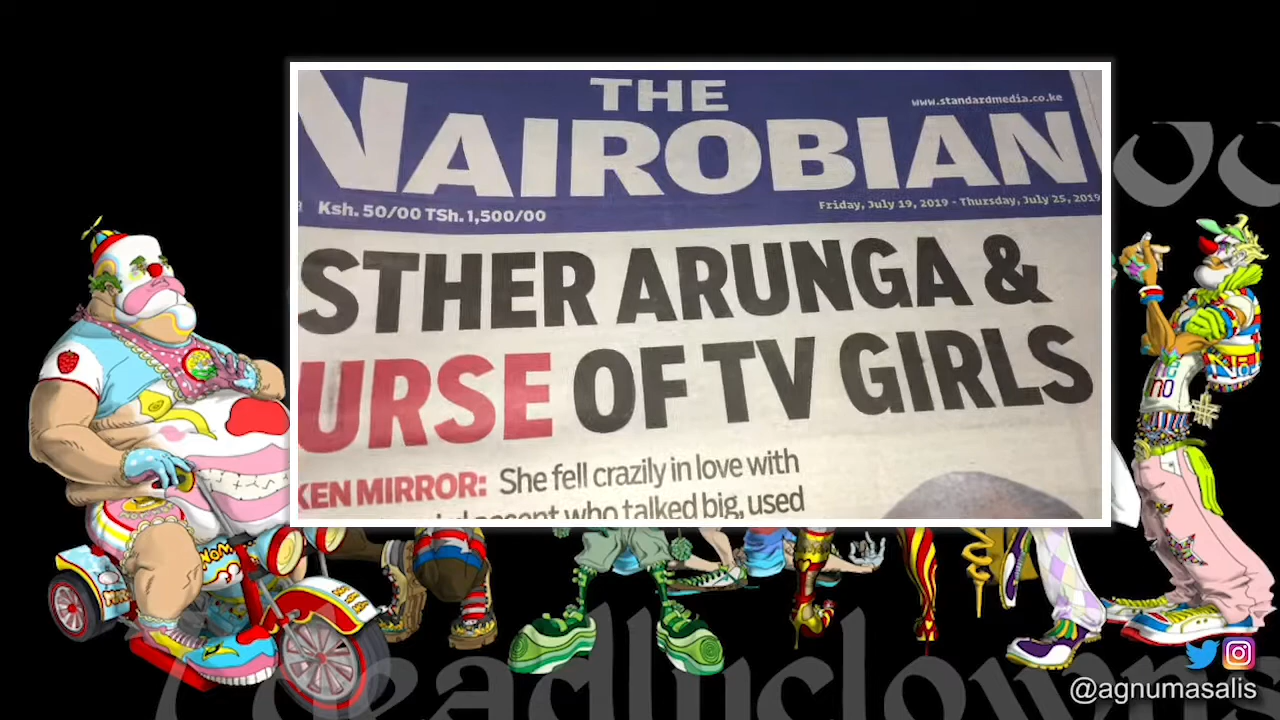 THE
NAIROBIAN
www.standardmedia.co.ke
Ksh. 50/00 TSh. 1,500/00
Friday, July 19, 2019 - Thursday, July 25, 2019
STHER ARUNGA &
URSE OF TV GIRLS
KEN MIRROR: She fell crazily in love with
accent who talked big, used
@agnumasalis